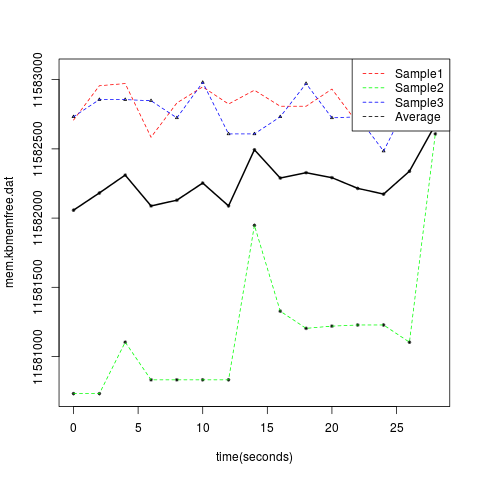 Sample1
Sample2
Sample3
Average
11583000
11582500
11582000
11581500
11581000
mem.kbmemfree.dat
0 5 10 15 20 25
time(seconds)